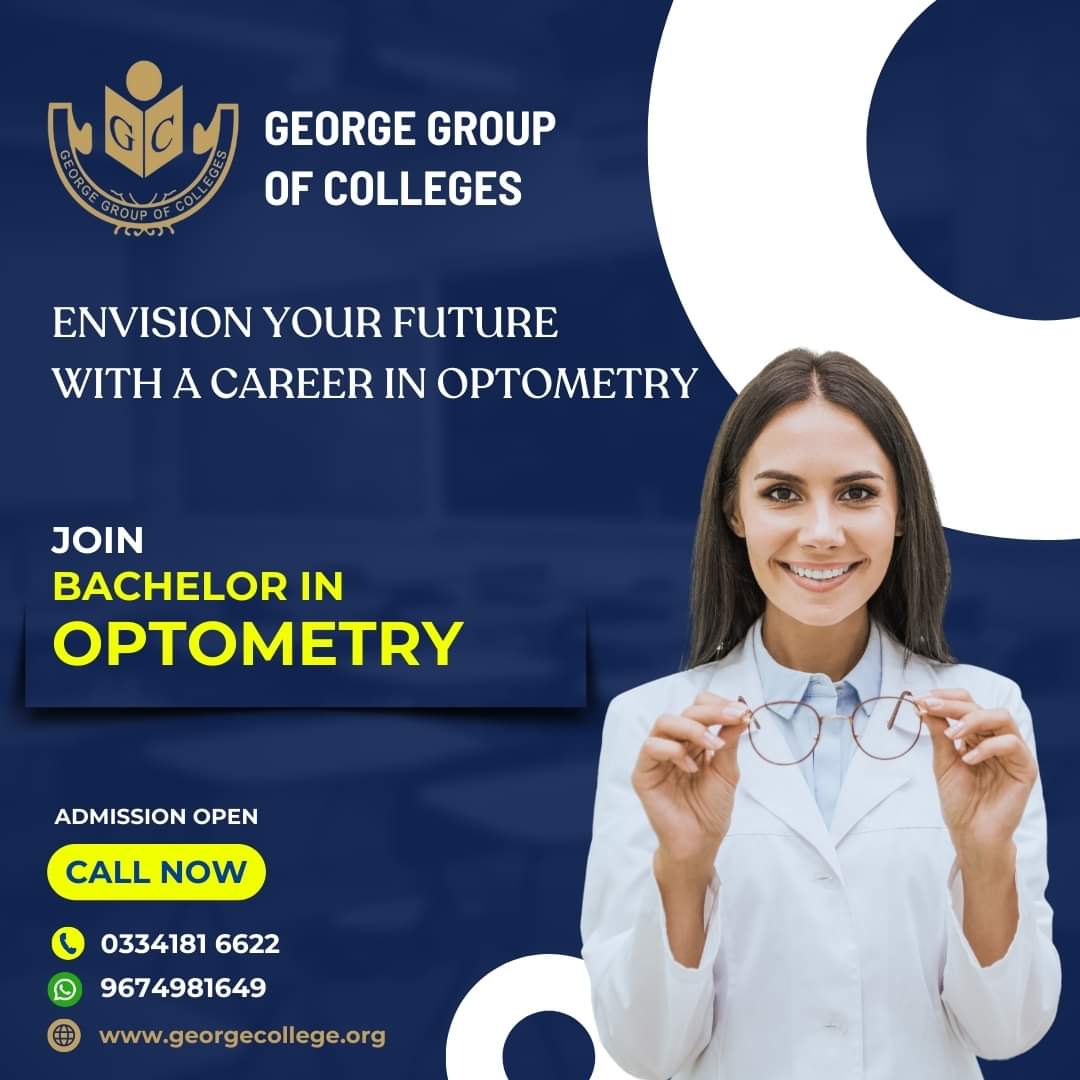 G C
GEORGE GROUP OF COLLEGES
GEORGE GROUP
OF COLLEGES
ENVISION YOUR FUTURE
WITH A CAREER IN OPTOMETRY
JOIN
BACHELOR IN
OPTOMETRY
ADMISSION OPEN
CALL NOW
0334181 6622
9674981649
www.georgecollege.org